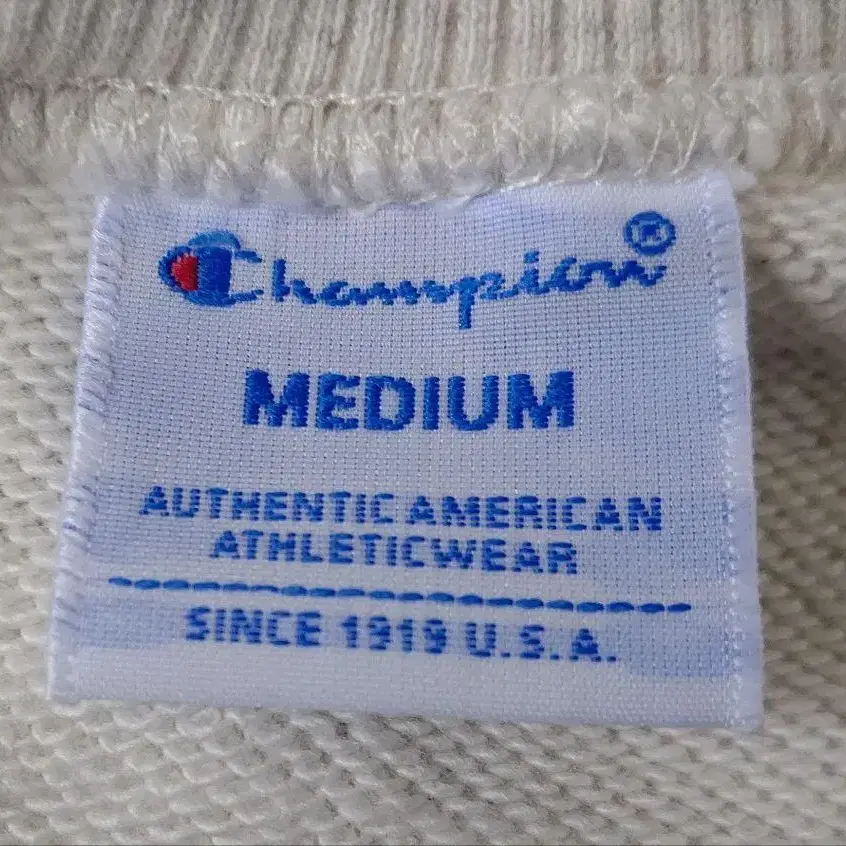 Champion®
MEDIUM
AUTHENTIC AMERICAN
ATHLETICWEAR
SINCE 1919 U.S.A.